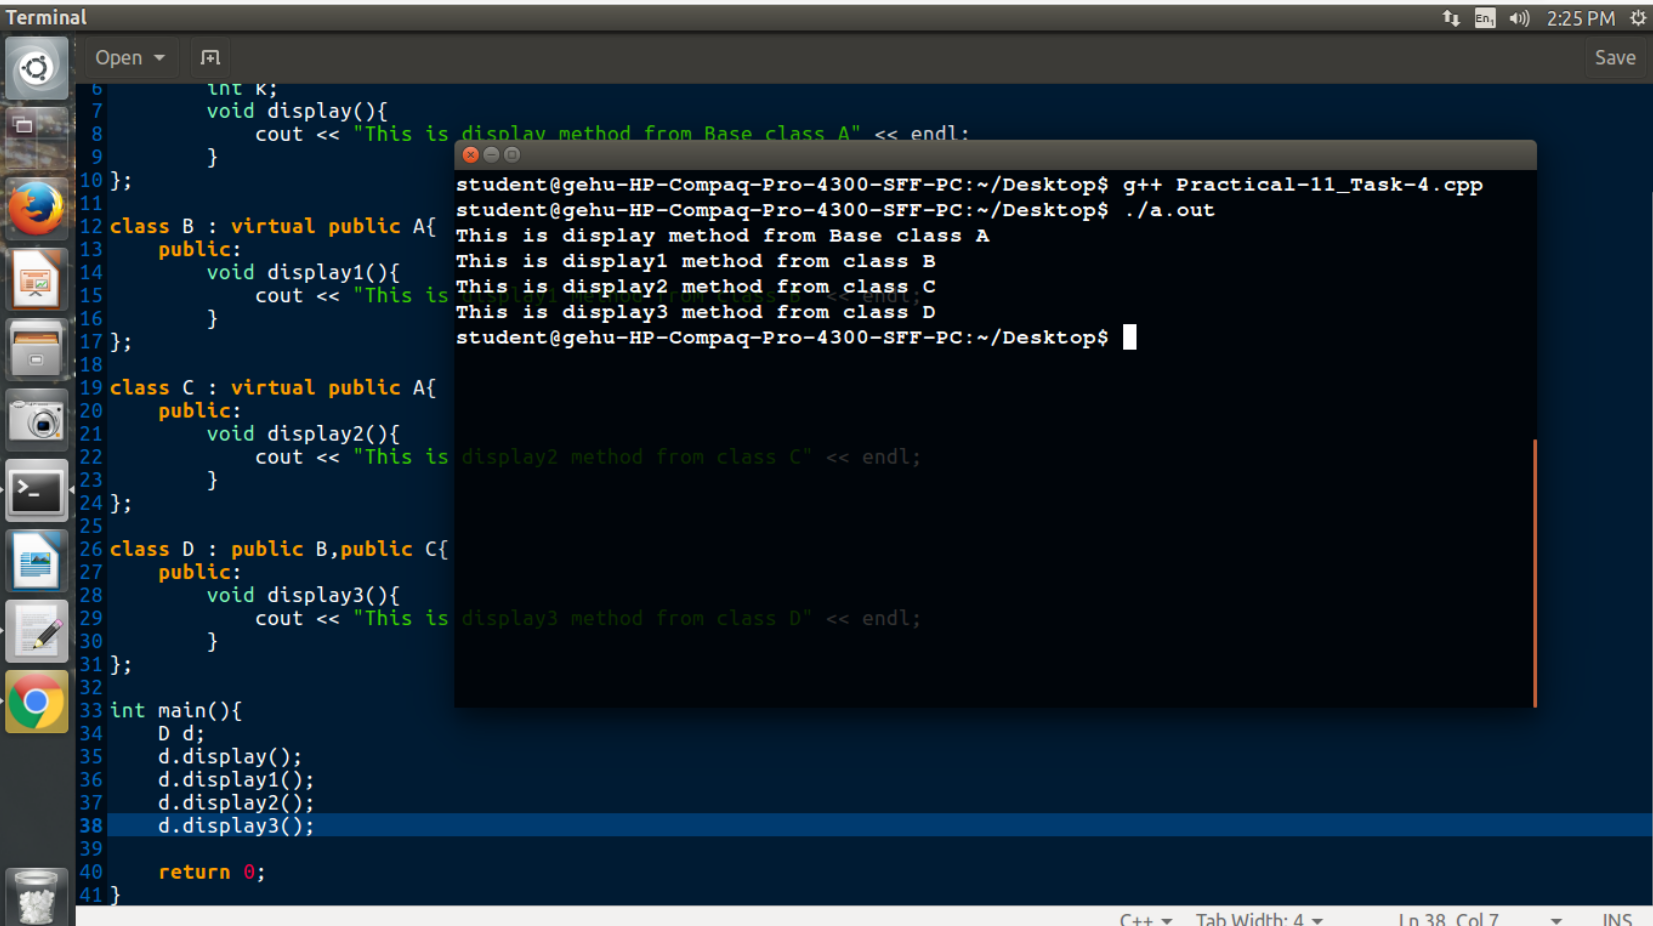 Terminal
En1 2:25 PM
Open Save
6 int k;
7 void display(){
8 cout << "This is display method from Base class A" << endl;
9 }
10 };
11
12 class B : virtual public A{
13 public:
14 void display1(){
15 cout << "This is display1 method from class B" << endl;
16 }
17 };
18
19 class C : virtual public A{
20 public:
21 void display2(){
22 cout << "This is display2 method from class C" << endl;
23 }
24 };
25
26 class D : public B,public C{
27 public:
28 void display3(){
29 cout << "This is display3 method from class D" << endl;
30 }
31 };
32
33 int main(){
34 D d;
35 d.display();
36 d.display1();
37 d.display2();
38 d.display3();
39
40 return 0;
41 }
student@gehu-HP-Compaq-Pro-4300-SFF-PC:~/Desktop$ g++ Practical-11_Task-4.cpp
student@gehu-HP-Compaq-Pro-4300-SFF-PC:~/Desktop$ ./a.out
This is display method from Base class A
This is display1 method from class B
This is display2 method from class C
This is display3 method from class D
student@gehu-HP-Compaq-Pro-4300-SFF-PC:~/Desktop$
C++ Tab Width: 4 Ln 38, Col 7 INS